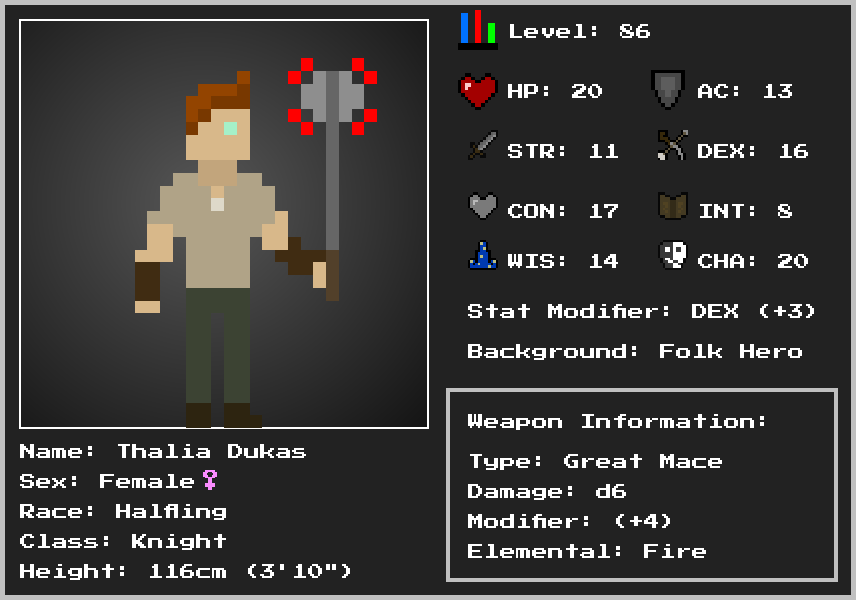 Level: 86
HP: 20
AC: 13
STR: 11
DEX: 16
CON: 17
INT: 8
WIS: 14
CHA: 20
Stat Modifier: DEX (+3)
Background: Folk Hero
Name: Thalia Dukas
Sex: Female♀
Race: Halfling
Class: Knight
Height: 116cm (3'10")
Weapon Information:
Type: Great Mace
Damage: d6
Modifier: (+4)
Elemental: Fire